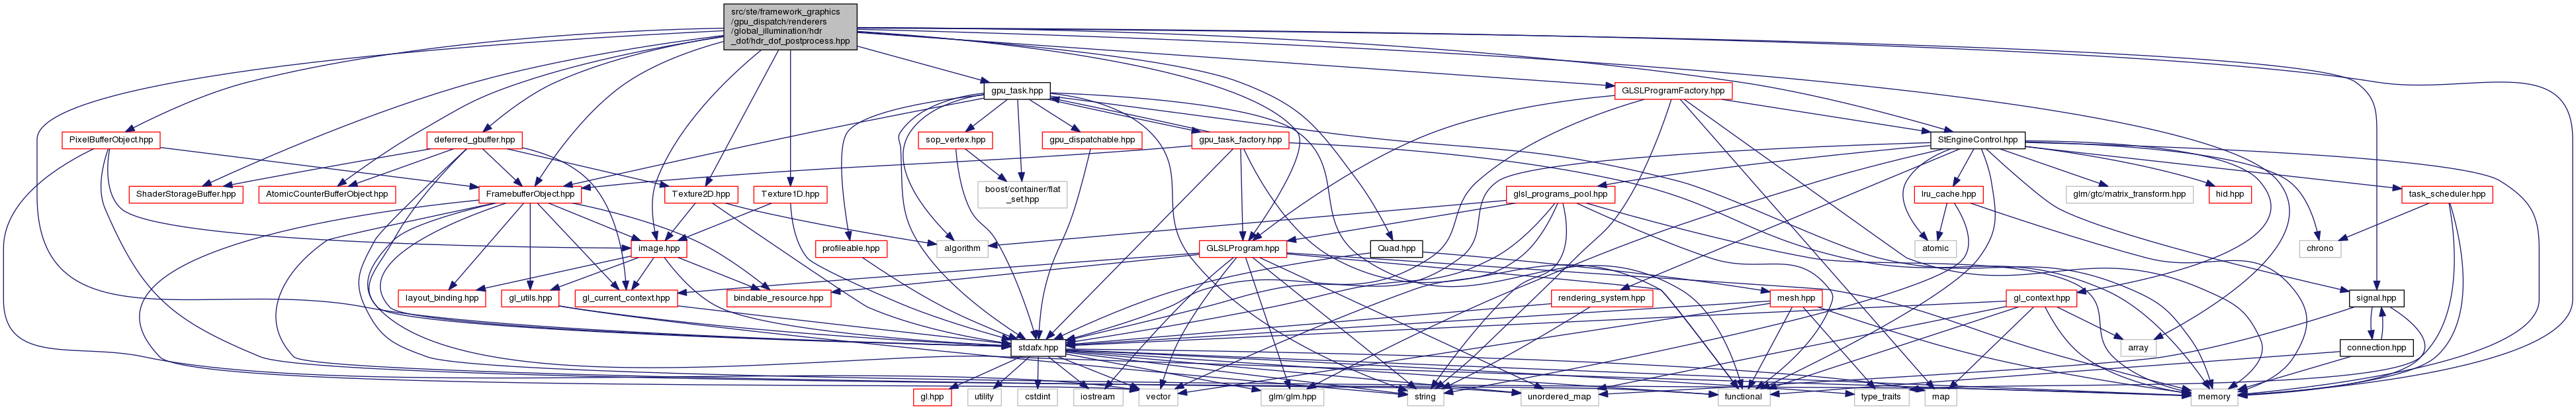 src/ste/framework_graphics
/gpu_dispatch/renderers
/global_illumination/hdr
_dof/hdr_dof_postprocess.hpp
gpu_task.hpp
GLSLProgramFactory.hpp
PixelBufferObject.hpp
deferred_gbuffer.hpp
sop_vertex.hpp
gpu_dispatchable.hpp
gpu_task_factory.hpp
StEngineControl.hpp
ShaderStorageBuffer.hpp
AtomicCounterBufferObject.hpp
FramebufferObject.hpp
Texture2D.hpp
Texture1D.hpp
boost/container/flat
_set.hpp
glsl_programs_pool.hpp
lru_cache.hpp
glm/gtc/matrix_transform.hpp
hid.hpp
task_scheduler.hpp
image.hpp
profileable.hpp
algorithm
GLSLProgram.hpp
Quad.hpp
atomic
chrono
layout_binding.hpp
gl_utils.hpp
gl_current_context.hpp
bindable_resource.hpp
rendering_system.hpp
mesh.hpp
gl_context.hpp
signal.hpp
stdafx.hpp
array
connection.hpp
gl.hpp
utility
cstdint
iostream
vector
glm/glm.hpp
string
unordered_map
functional
type_traits
map
memory